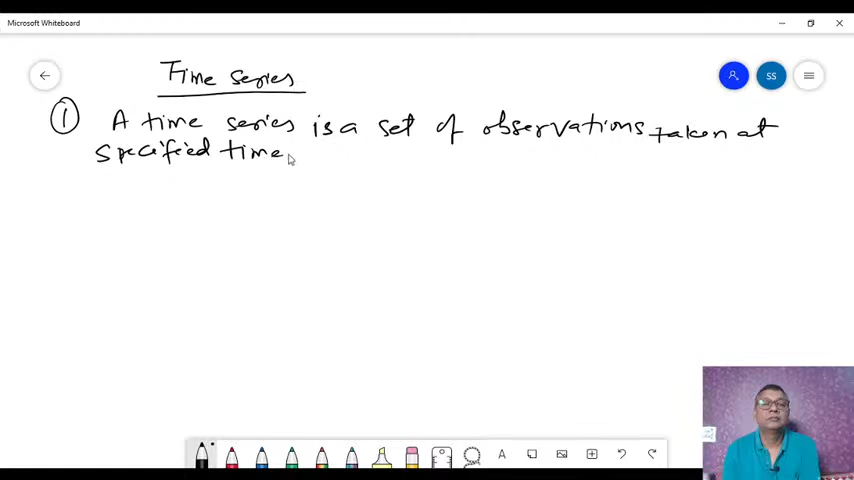 Microsoft Whiteboard
Time series
SS
① A time series is a set of observations taken at
specified time
A